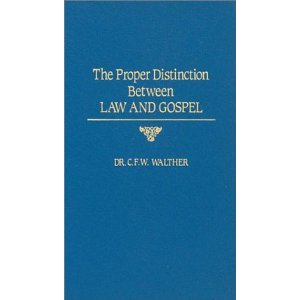 The Proper Distinction
Between
LAW AND GOSPEL
DR. C.F.W. WALTHER